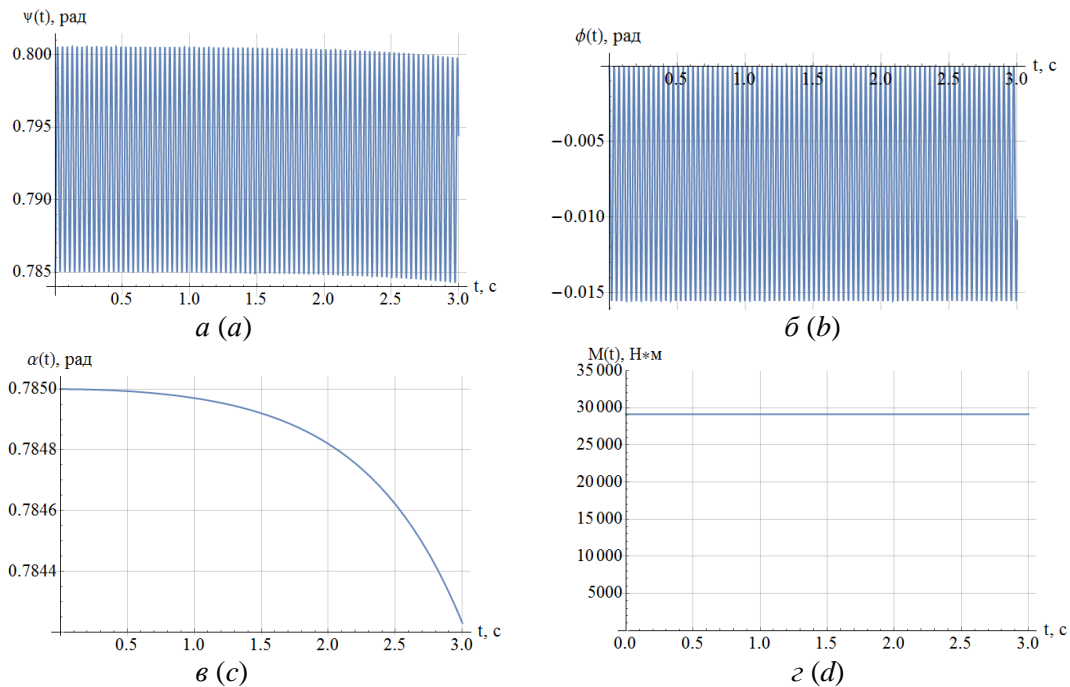 ψ(t), рад
0.800
0.795
0.790
0.785
0.5 1.0 1.5 2.0 2.5 3.0 t, с
а (a)
ϕ(t), рад
t, с
0.5 1.0 1.5 2.0 2.5 3.0
−0.005
−0.010
−0.015
б (b)
α(t), рад
0.7850
0.7848
0.7846
0.7844
0.5 1.0 1.5 2.0 2.5 3.0 t, с
в (c)
M(t), Н*м
35 000
30 000
25 000
20 000
15 000
10 000
5000
0.0 0.5 1.0 1.5 2.0 2.5 3.0 t, с
г (d)